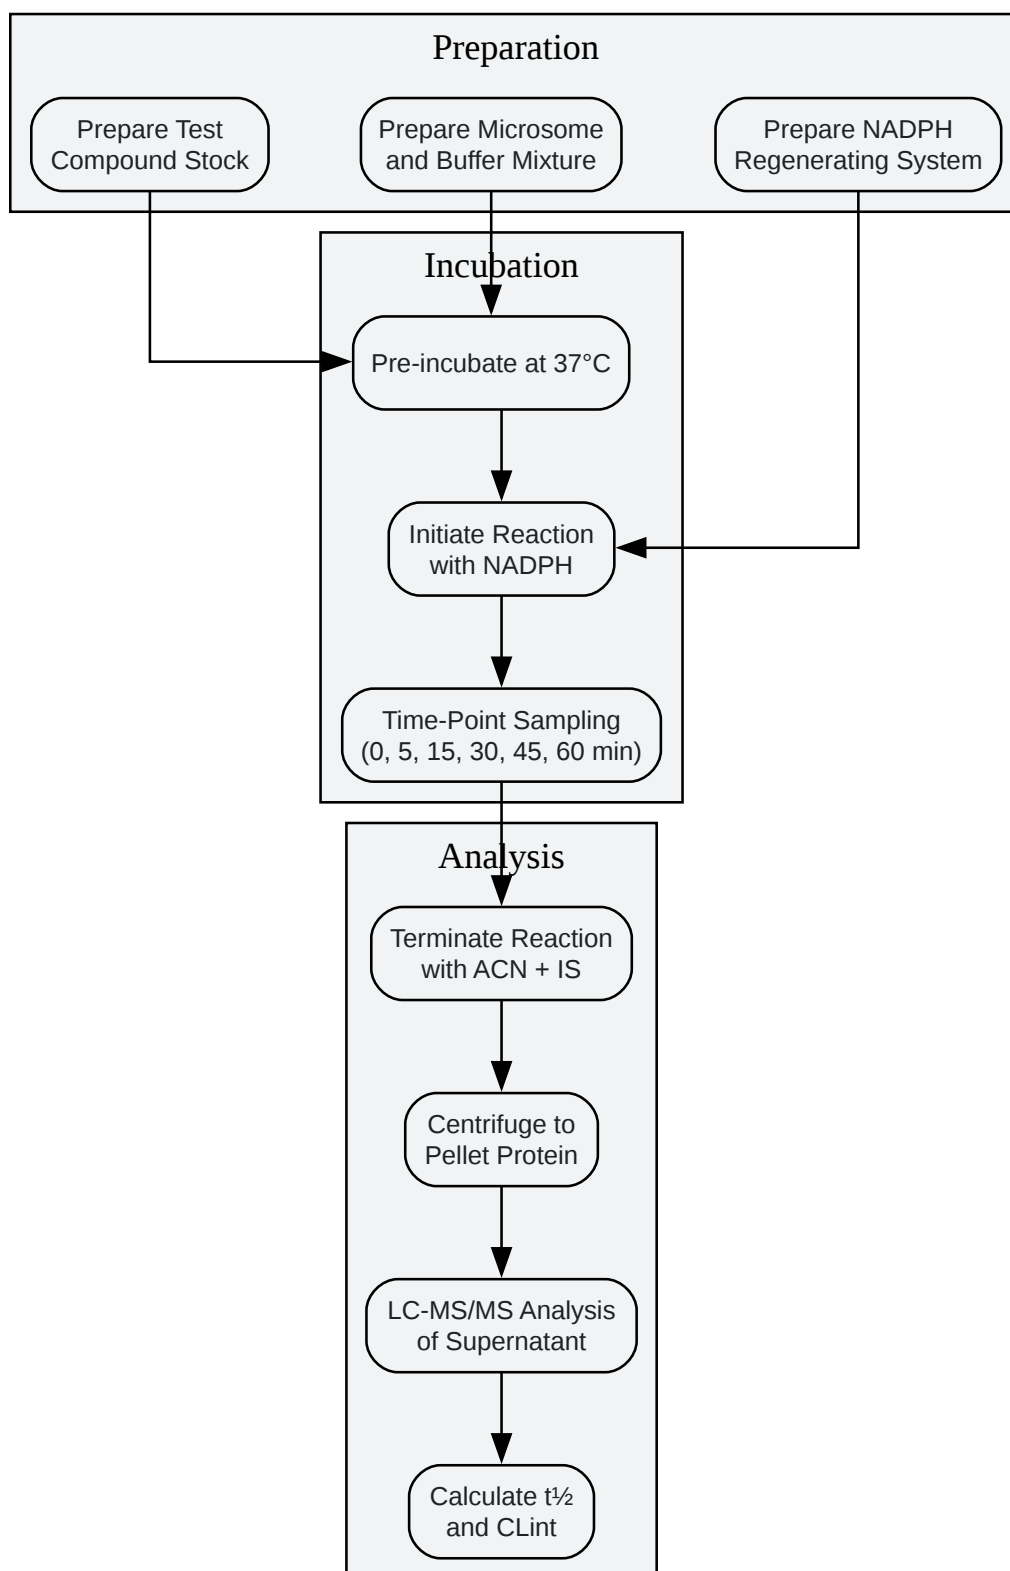 Preparation
Prepare Test
Compound Stock
Prepare Microsome
and Buffer Mixture
Prepare NADPH
Regenerating System
Incubation
Pre-incubate at 37°C
Initiate Reaction
with NADPH
Time-Point Sampling
(0, 5, 15, 30, 45, 60 min)
Analysis
Terminate Reaction
with ACN + IS
Centrifuge to
Pellet Protein
LC-MS/MS Analysis
of Supernatant
Calculate t½
and CLint